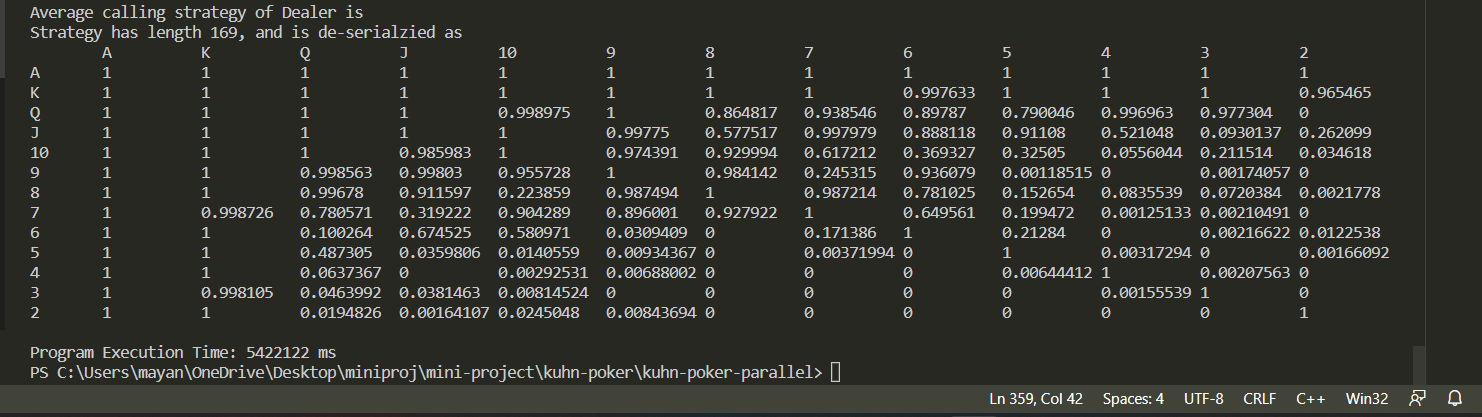 Average calling strategy of Dealer is
Strategy has length 169, and is de-serialzied as
A K Q J 10 9 8 7 6 5 4 3 2
A 1 1 1 1 1 1 1 1 1 1 1 1 1
K 1 1 1 1 1 1 1 1 0.997633 1 1 1 0.965465
Q 1 1 1 1 0.998975 1 0.864817 0.938546 0.89787 0.790046 0.996963 0.977304 0
J 1 1 1 1 1 0.99775 0.577517 0.997979 0.888118 0.91108 0.521048 0.0930137 0.262099
10 1 1 1 0.985983 1 0.974391 0.929994 0.617212 0.369327 0.32505 0.0556044 0.211514 0.034618
9 1 1 0.998563 0.99803 0.955728 1 0.984142 0.245315 0.936079 0.00118515 0 0.00174057 0
8 1 1 0.99678 0.911597 0.223859 0.987494 1 0.987214 0.781025 0.152654 0.0835539 0.0720384 0.0021778
7 1 0.998726 0.780571 0.319222 0.904289 0.896001 0.927922 1 0.649561 0.199472 0.00125133 0.00210491 0
6 1 1 0.100264 0.674525 0.580971 0.0309409 0 0.171386 1 0.21284 0 0.00216622 0.0122538
5 1 1 0.487305 0.0359806 0.0140559 0.00934367 0 0.00371994 0 1 0.00317294 0 0.00166092
4 1 1 0.0637367 0 0.00292531 0.00688002 0 0 0 0.00644412 1 0.00207563 0
3 1 0.998105 0.0463992 0.0381463 0.00814524 0 0 0 0 0 0.00155539 1 0
2 1 1 0.0194826 0.00164107 0.0245048 0.00843694 0 0 0 0 0 0 1
Program Execution Time: 5422122 ms
PS C:\Users\mayan\OneDrive\Desktop\miniproj\mini-project\kuhn-poker\kuhn-poker-parallel>
Ln 359, Col 42 Spaces: 4 UTF-8 CRLF C++ Win32